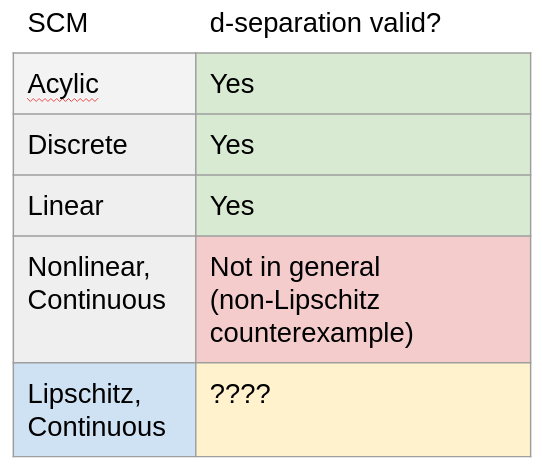 SCM d-separation valid?
Acylic Yes
Discrete Yes
Linear Yes
Nonlinear, Not in general
Continuous (non-Lipschitz
counterexample)
Lipschitz, ????
Continuous